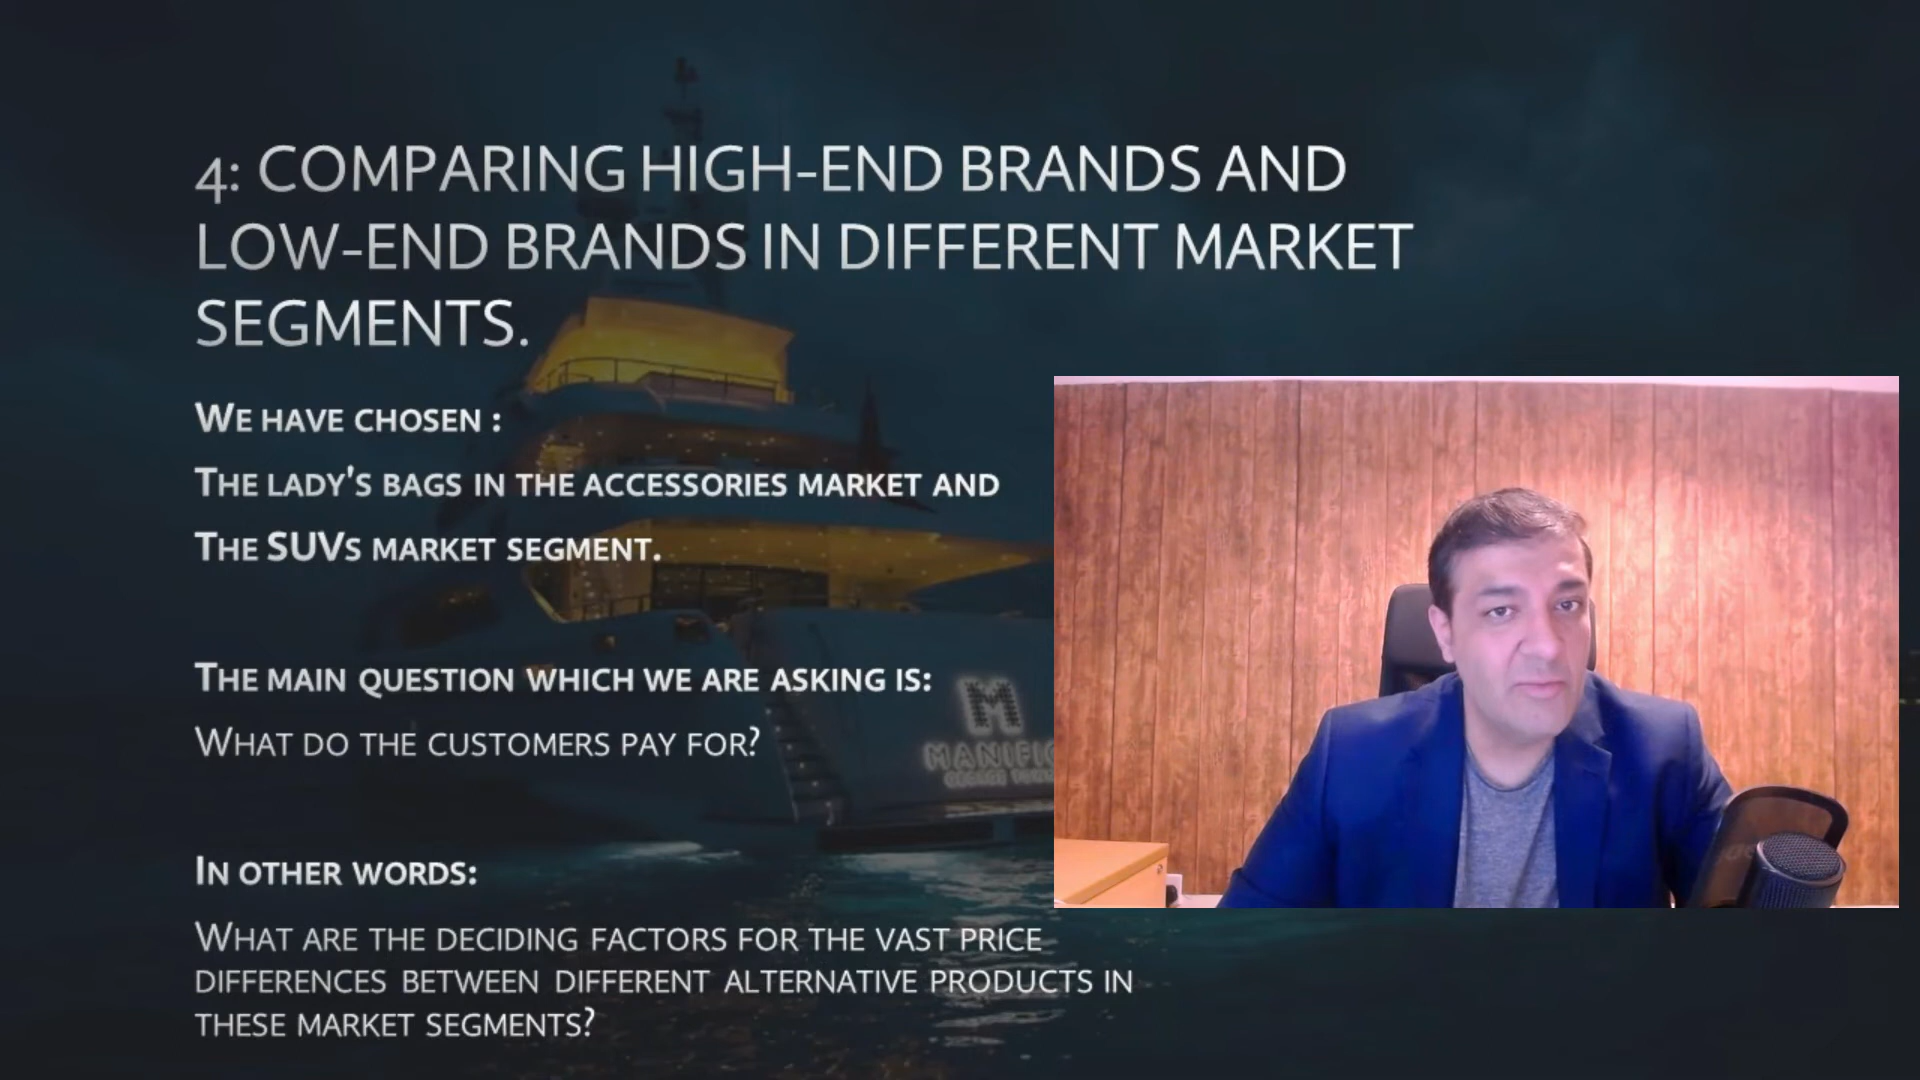 4: COMPARING HIGH-END BRANDS AND
LOW-END BRANDS IN DIFFERENT MARKET
SEGMENTS.
WE HAVE CHOSEN :
THE LADY'S BAGS IN THE ACCESSORIES MARKET AND
THE SUVS MARKET SEGMENT.
THE MAIN QUESTION WHICH WE ARE ASKING IS:
WHAT DO THE CUSTOMERS PAY FOR?
M
IN OTHER WORDS:
WHAT ARE THE DECIDING FACTORS FOR THE VAST PRICE
DIFFERENCES BETWEEN DIFFERENT ALTERNATIVE PRODUCTS IN
THESE MARKET SEGMENTS?